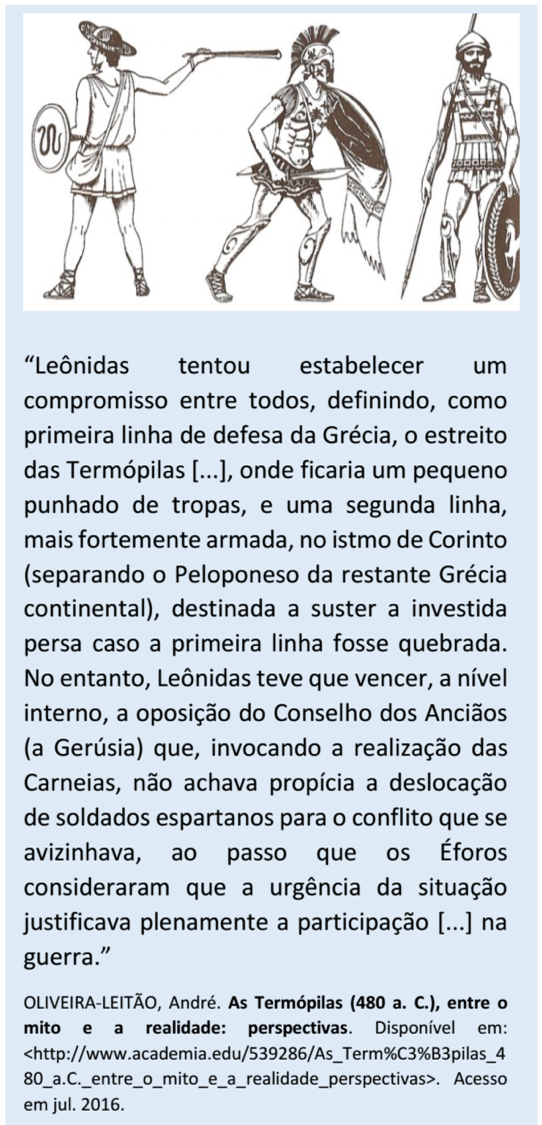 “Leônidas tentou estabelecer um
compromisso entre todos, definindo, como
primeira linha de defesa da Grécia, o estreito
das Termópilas [...], onde ficaria um pequeno
punhado de tropas, e uma segunda linha,
mais fortemente armada, no istmo de Corinto
(separando o Peloponeso da restante Grécia
continental), destinada a suster a investida
persa caso a primeira linha fosse quebrada.
No entanto, Leônidas teve que vencer, a nível
interno, a oposição do Conselho dos Anciãos
(a Gerúsia) que, invocando a realização das
Carneias, não achava propícia a deslocação
de soldados espartanos para o conflito que se
avizinhava, ao passo que os Éforos
consideraram que a urgência da situação
justificava plenamente a participação [...] na
guerra.”
OLIVEIRA-LEITÃO, André. As Termópilas (480 a. C.), entre o
mito e a realidade: perspectivas. Disponível em:
<http://www.academia.edu/539286/As_Term%C3%B3pilas_4
80_a.C._entre_o_mito_e_a_realidade_perspectivas>. Acesso
em jul. 2016.